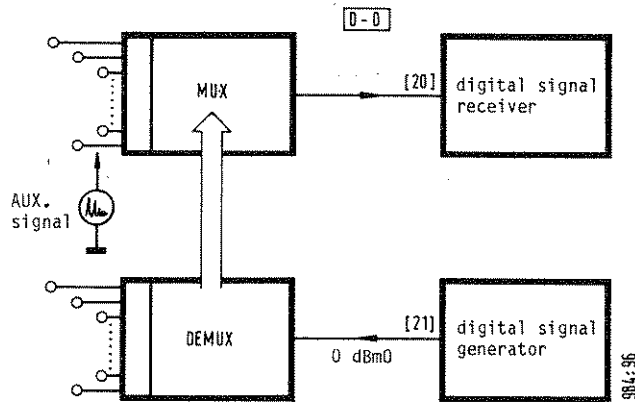 D-D
MUX
[20]
digital signal
receiver
AUX.
signal
DEMUX
[21]
0 dBm0
digital signal
generator
984.96